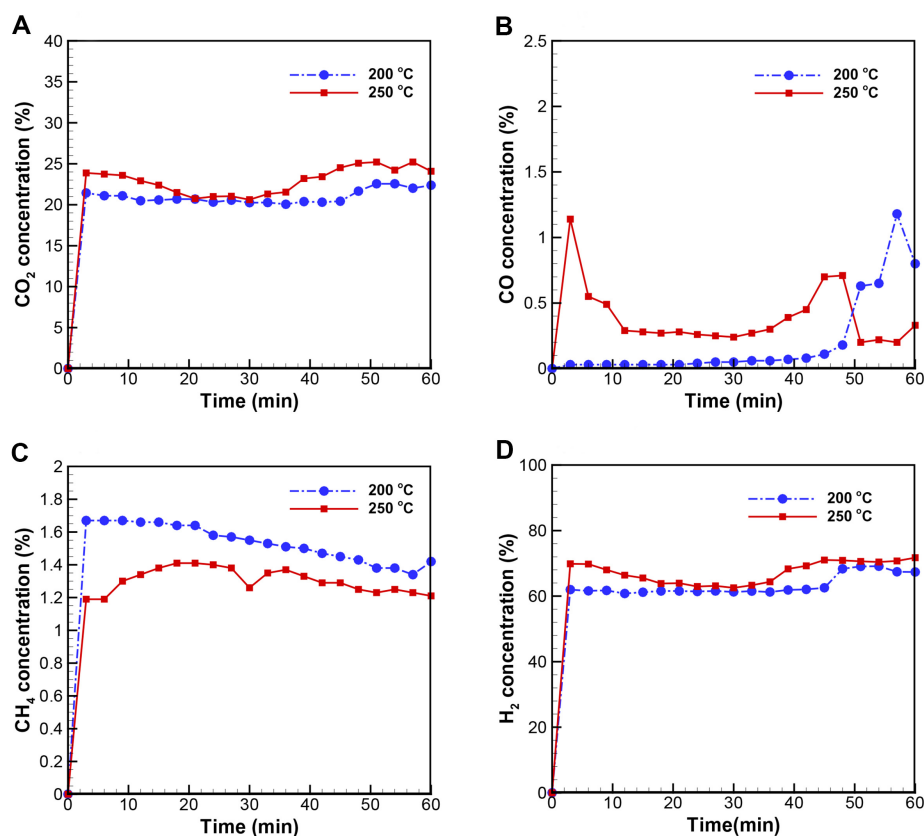 A
CO2 concentration (%)
40
35
30
25
20
15
10
5
0
200 °C
250 °C
0 10 20 30 40 50 60
Time (min)
B
CO concentration (%)
2.5
2
1.5
1
0.5
0
200 °C
250 °C
0 10 20 30 40 50 60
Time (min)
C
CH4 concentration (%)
2
1.8
1.6
1.4
1.2
1
0.8
0.6
0.4
0.2
0
200 °C
250 °C
0 10 20 30 40 50 60
Time (min)
D
H2 concentration (%)
100
80
60
40
20
0
200 °C
250 °C
0 10 20 30 40 50 60
Time(min)